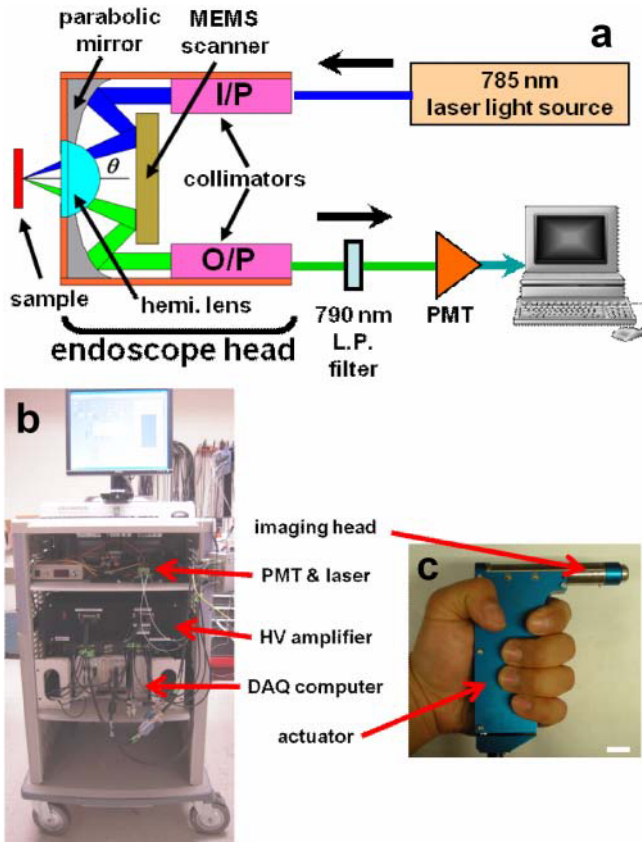 parabolic
mirror
MEMS
scanner
a
I/P
785 nm
laser light source
θ
collimators
O/P
sample
hemi. lens
790 nm
L.P.
filter
PMT
endoscope head
b
imaging head
PMT & laser
c
HV amplifier
DAQ computer
actuator